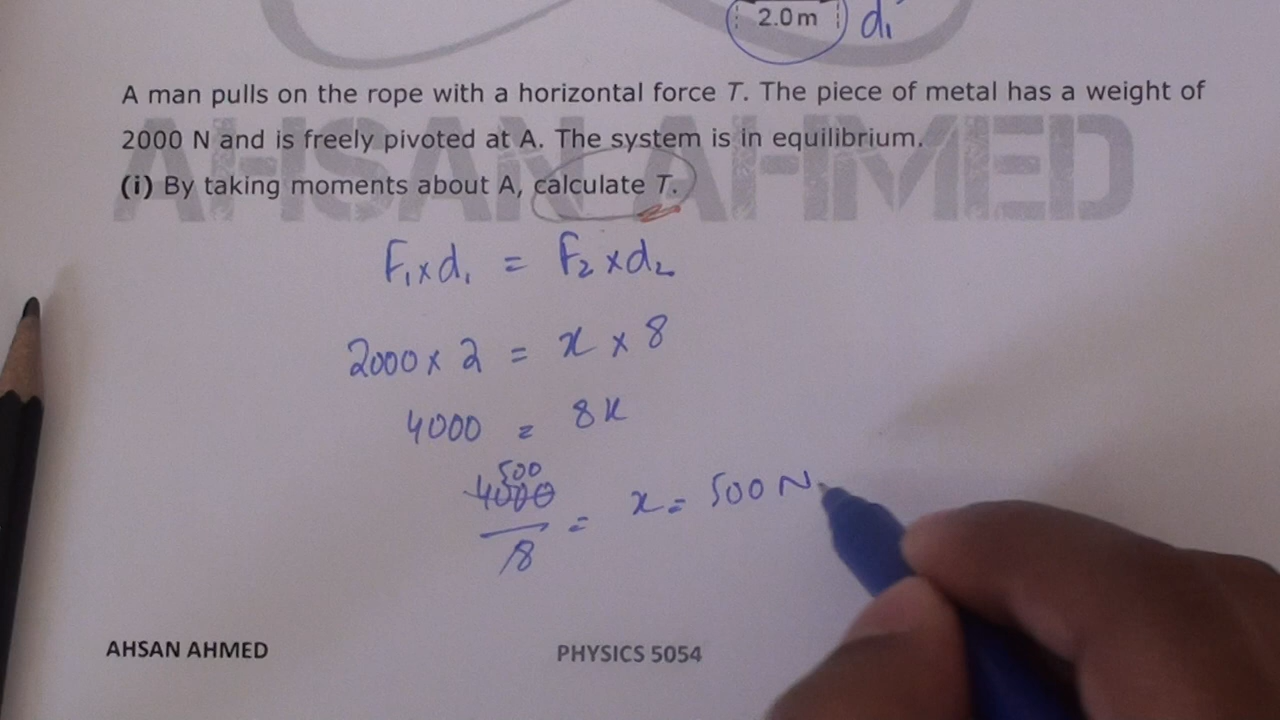 2.0 m d₁
A man pulls on the rope with a horizontal force T. The piece of metal has a weight of
2000 N and is freely pivoted at A. The system is in equilibrium.
(i) By taking moments about A, calculate T.
AHSAN AHMED
F₁ x d₁ = F₂ x d₂
2000 x 2 = x x 8
4000 = 8x
500
4000 / 8 = x = 500 N
AHSAN AHMED PHYSICS 5054